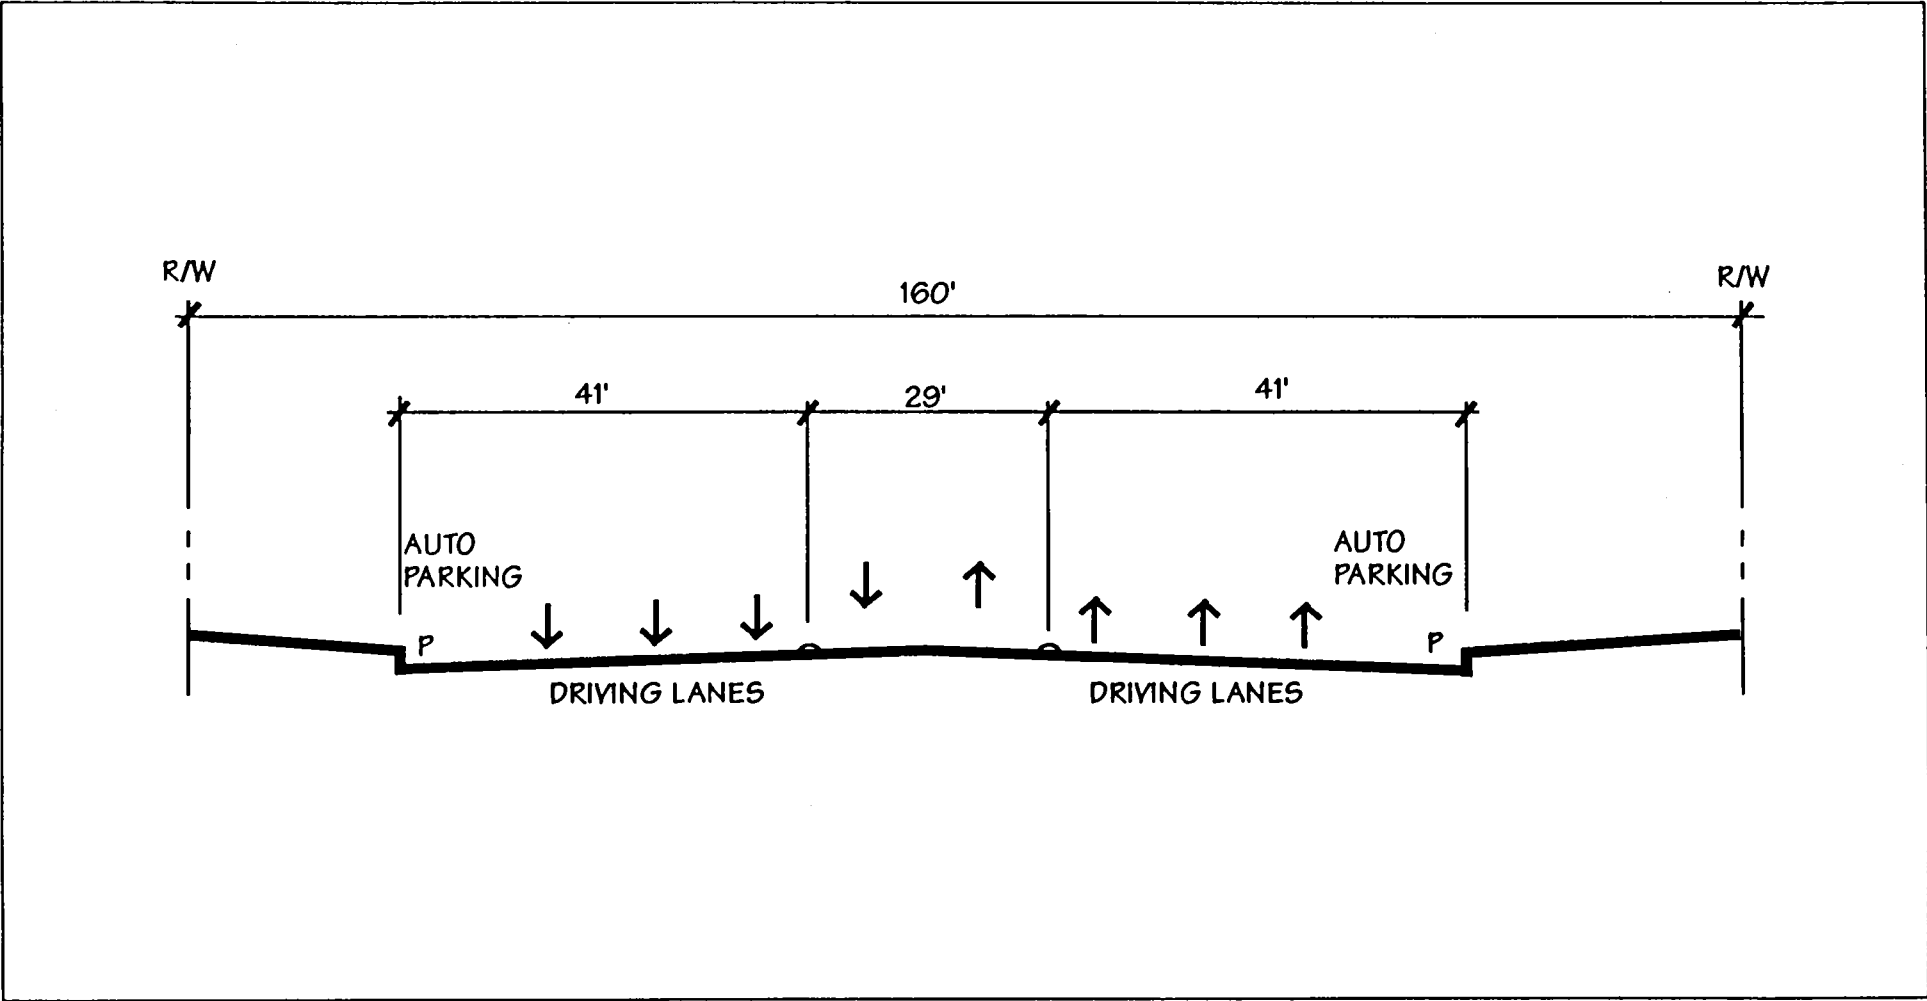 R/W
R/W
160'
41'
29'
41'
AUTO
PARKING
AUTO
PARKING
P
P
DRIVING LANES
DRIVING LANES